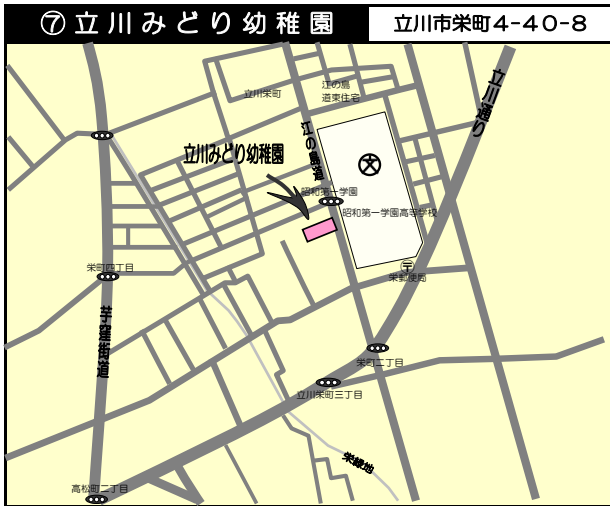 ⑦立川みどり幼稚園
立川市栄町4-40-8
立川通り
立川栄町
江の島
道東住宅
江の島道
立川みどり幼稚園
文
昭和第一学園
昭和第一学園高等学校
〒
栄郵便局
栄町四丁目
芋窪街道
栄町二丁目
立川栄町三丁目
栄緑地
高松町二丁目